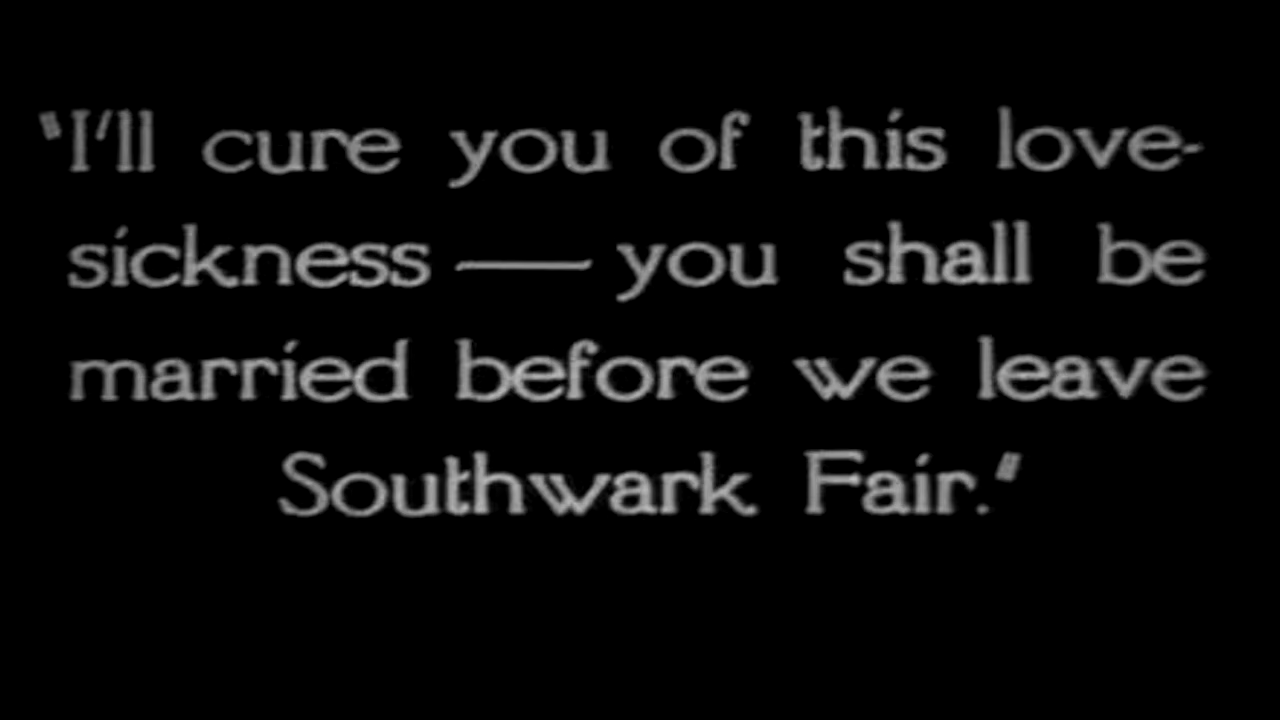 "I'll cure you of this love-
sickness — you shall be
married before we leave
Southwark Fair."